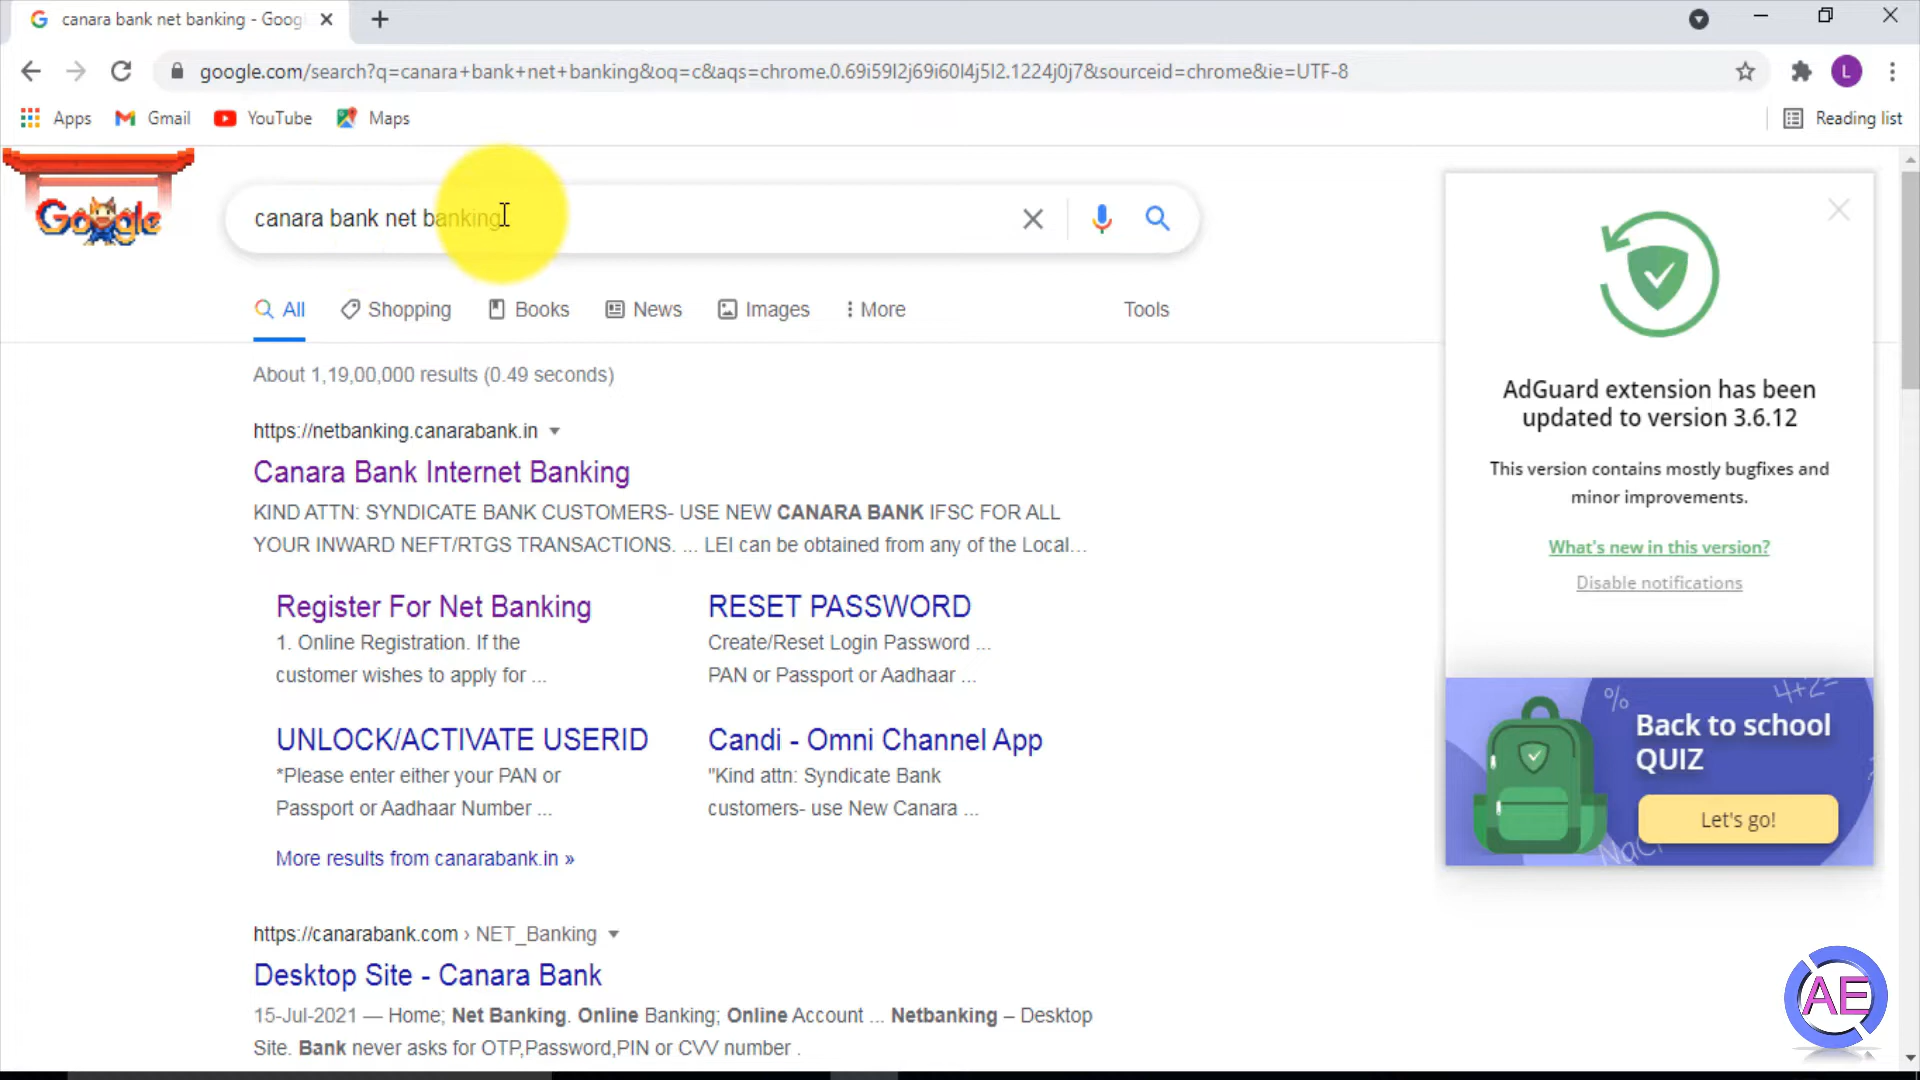 canara bank net banking - Goog
google.com/search?q=canara+bank+net+banking&oq=c&aqs=chrome.0.69i59l2j69i60l4j5l2.1224j0j7&sourceid=chrome&ie=UTF-8
L
Apps
Gmail
YouTube
Maps
Reading list
Google
canara bank net banking
All
Shopping
Books
News
Images
More
Tools
About 1,19,00,000 results (0.49 seconds)
https://netbanking.canarabank.in
Canara Bank Internet Banking
KIND ATTN: SYNDICATE BANK CUSTOMERS- USE NEW CANARA BANK IFSC FOR ALL
YOUR INWARD NEFT/RTGS TRANSACTIONS. ... LEI can be obtained from any of the Local...
Register For Net Banking
1. Online Registration. If the
customer wishes to apply for ...
RESET PASSWORD
Create/Reset Login Password ...
PAN or Passport or Aadhaar ...
UNLOCK/ACTIVATE USERID
*Please enter either your PAN or
Passport or Aadhaar Number ...
Candi - Omni Channel App
"Kind attn: Syndicate Bank
customers- use New Canara ...
More results from canarabank.in »
https://canarabank.com › NET_Banking
Desktop Site - Canara Bank
15-Jul-2021 — Home; Net Banking. Online Banking; Online Account ... Netbanking – Desktop
Site. Bank never asks for OTP,Password,PIN or CVV number .
AdGuard extension has been
updated to version 3.6.12
This version contains mostly bugfixes and
minor improvements.
What's new in this version?
Disable notifications
%
4+2=
Back to school
QUIZ
Let's go!
NaCl
AE